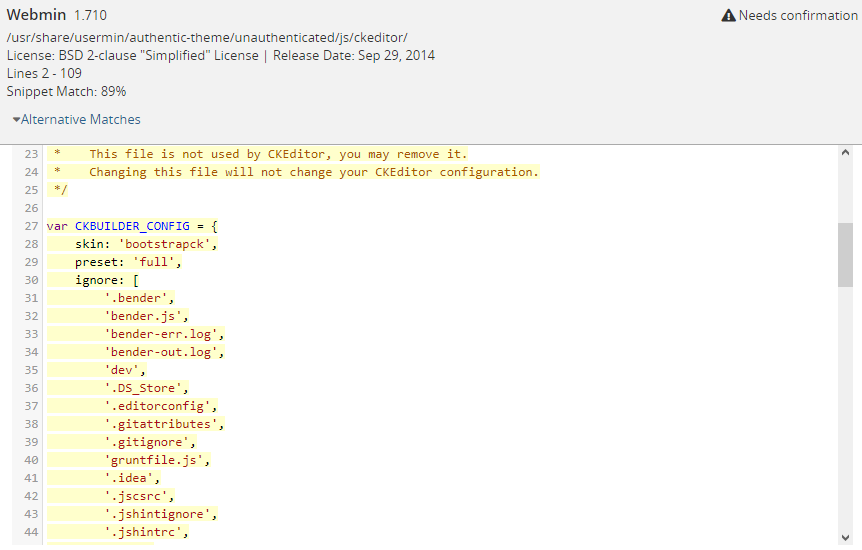 Webmin 1.710
Needs confirmation
/usr/share/usermin/authentic-theme/unauthenticated/js/ckeditor/
License: BSD 2-clause "Simplified" License | Release Date: Sep 29, 2014
Lines 2 - 109
Snippet Match: 89%
Alternative Matches
23 * This file is not used by CKEditor, you may remove it.
24 * Changing this file will not change your CKEditor configuration.
25 */
26
27 var CKBUILDER_CONFIG = {
28 skin: 'bootstrapck',
29 preset: 'full',
30 ignore: [
31 '.bender',
32 'bender.js',
33 'bender-err.log',
34 'bender-out.log',
35 'dev',
36 '.DS_Store',
37 '.editorconfig',
38 '.gitattributes',
39 '.gitignore',
40 'gruntfile.js',
41 '.idea',
42 '.jscsrc',
43 '.jshintignore',
44 '.jshintrc',